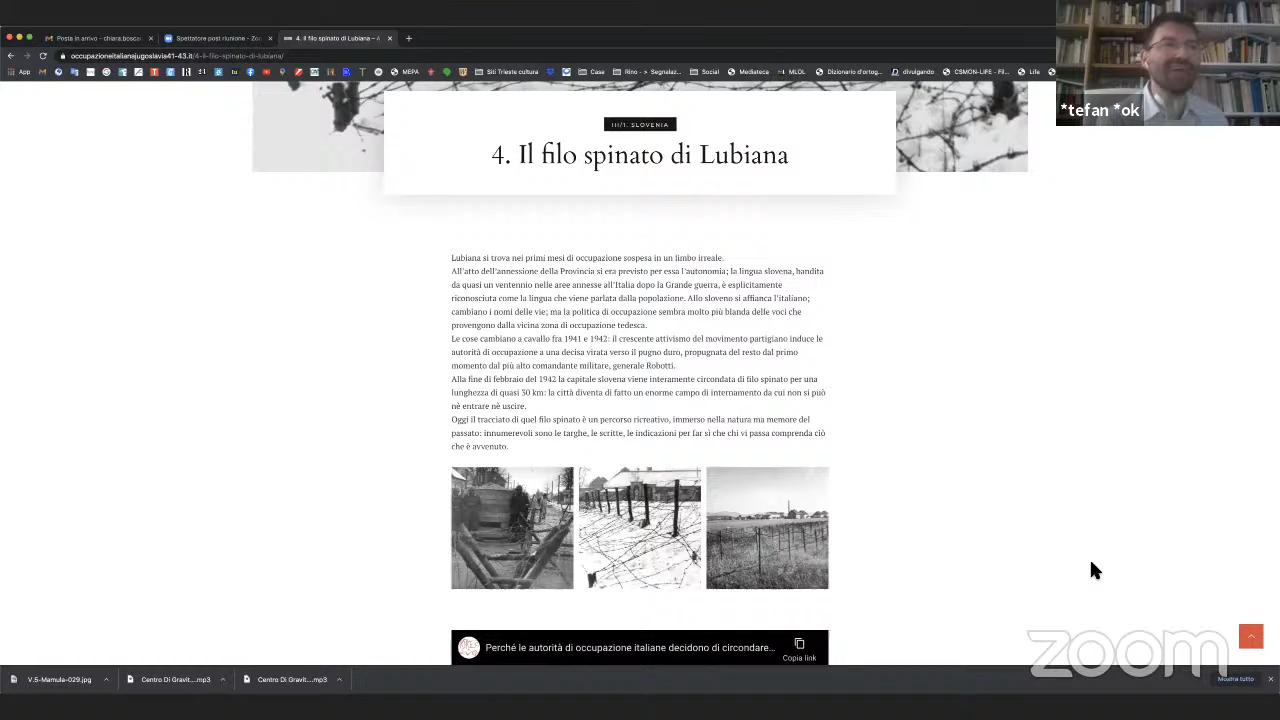 Posta in arrivo – chiara.bosca
Spettatore post riunione - Zo
4. Il filo spinato di Lubiana – A
occupazioneitalianajugoslavia41-43.it/4-il-filo-spinato-di-lubiana/
App
MEPA
Siti Trieste cultura
Casa
Rino -> Segnalaz...
Social
Mediateca
MLOL
Dizionario d'ortog...
divulgando
CSMON-LIFE - Fil...
Life
*tefan *ok
III/1. SLOVENIA
4. Il filo spinato di Lubiana
Lubiana si trova nei primi mesi di occupazione sospesa in un limbo irreale.
All'atto dell'annessione della Provincia si era previsto per essa l'autonomia; la lingua slovena, bandita
da quasi un ventennio nelle aree annesse all'Italia dopo la Grande guerra, è esplicitamente
riconosciuta come la lingua che viene parlata dalla popolazione. Allo sloveno si affianca l'italiano;
cambiano i nomi delle vie; ma la politica di occupazione sembra molto più blanda delle voci che
provengono dalla vicina zona di occupazione tedesca.
Le cose cambiano a cavallo fra 1941 e 1942: il crescente attivismo del movimento partigiano induce le
autorità di occupazione a una decisa virata verso il pugno duro, propugnata del resto dal primo
momento dal più alto comandante militare, generale Robotti.
Alla fine di febbraio del 1942 la capitale slovena viene interamente circondata di filo spinato per una
lunghezza di quasi 30 km: la città diventa di fatto un enorme campo di internamento da cui non si può
nè entrare nè uscire.
Oggi il tracciato di quel filo spinato è un percorso ricreativo, immerso nella natura ma memore del
passato: innumerevoli sono le targhe, le scritte, le indicazioni per far sì che chi vi passa comprenda ciò
che è avvenuto.
Perché le autorità di occupazione italiane decidono di circondare...
Copia link
zoom
V.5-Mamula-029.jpg
Centro Di Gravit....mp3
Centro Di Gravit....mp3
Mostra tutto